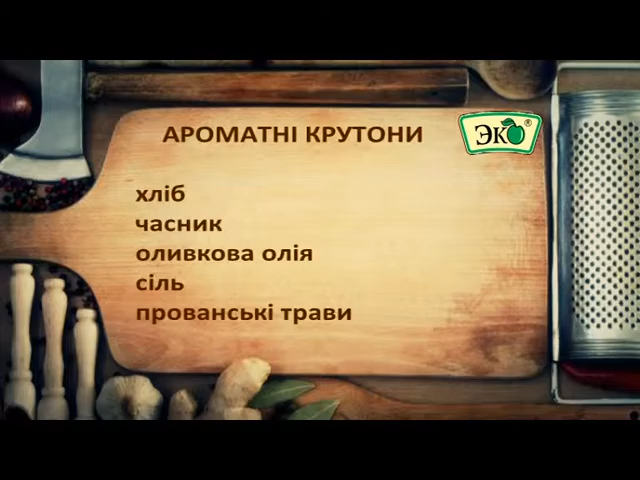 АРОМАТНІ КРУТОНИ
ЭКО®
хліб
часник
оливкова олія
сіль
прованські трави